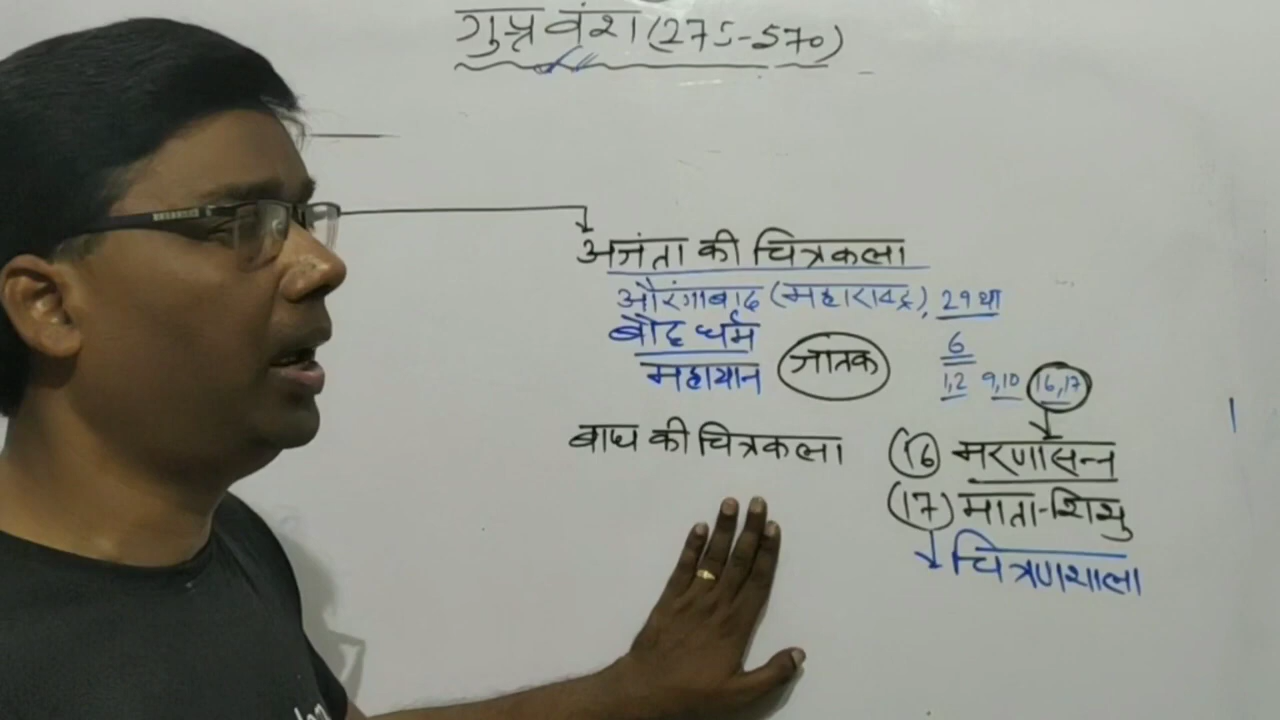 गुप्त वंश (275-570)
अजंता की चित्रकला
औरंगाबाद (महाराष्ट्र), 29 था
बौद्ध धर्म
6
महायान
जातक
1,2 9,10 16,17
बाघ की चित्रकला
(16) मरणासन्न
(17) माता-शिशु
चित्रणशाला